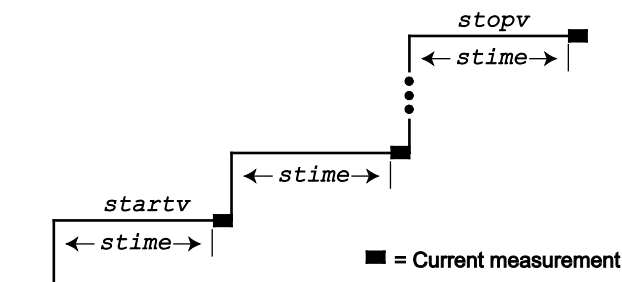 stopv
stime
stime
startv
stime
= Current measurement